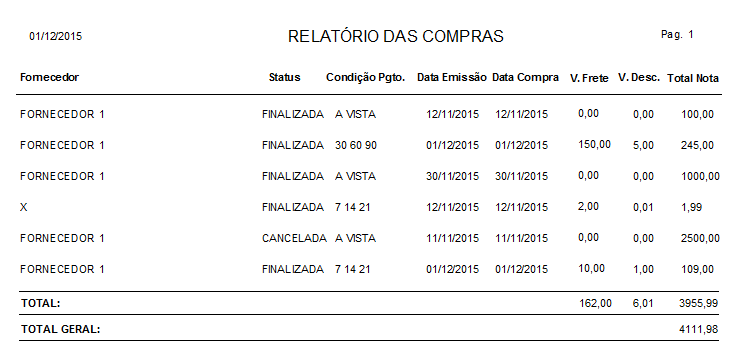 01/12/2015 RELATÓRIO DAS COMPRAS Pag. 1
Fornecedor Status Condição Pgto. Data Emissão Data Compra V. Frete V. Desc. Total Nota
FORNECEDOR 1 FINALIZADA A VISTA 12/11/2015 12/11/2015 0,00 0,00 100,00
FORNECEDOR 1 FINALIZADA 30 60 90 01/12/2015 01/12/2015 150,00 5,00 245,00
FORNECEDOR 1 FINALIZADA A VISTA 30/11/2015 30/11/2015 0,00 0,00 1000,00
X FINALIZADA 7 14 21 12/11/2015 12/11/2015 2,00 0,01 1,99
FORNECEDOR 1 CANCELADA A VISTA 11/11/2015 11/11/2015 0,00 0,00 2500,00
FORNECEDOR 1 FINALIZADA 7 14 21 01/12/2015 01/12/2015 10,00 1,00 109,00
TOTAL: 162,00 6,01 3955,99
TOTAL GERAL: 4111,98